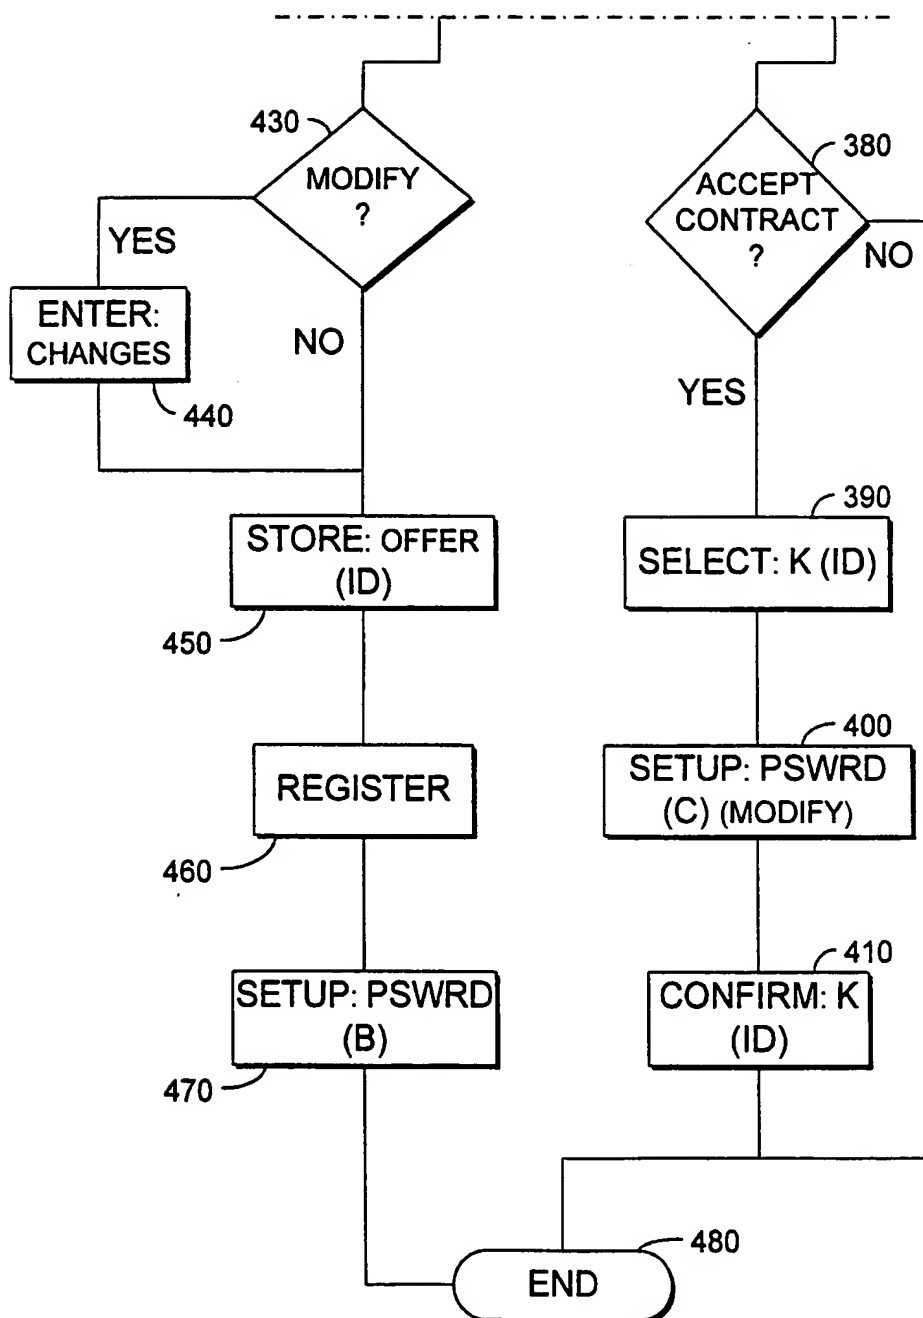 430
MODIFY
?
YES
NO
ENTER:
CHANGES
440
STORE: OFFER
(ID)
450
REGISTER
460
SETUP: PSWRD
(B)
470
380
ACCEPT
CONTRACT
?
NO
YES
390
SELECT: K (ID)
400
SETUP: PSWRD
(C) (MODIFY)
410
CONFIRM: K
(ID)
480
END